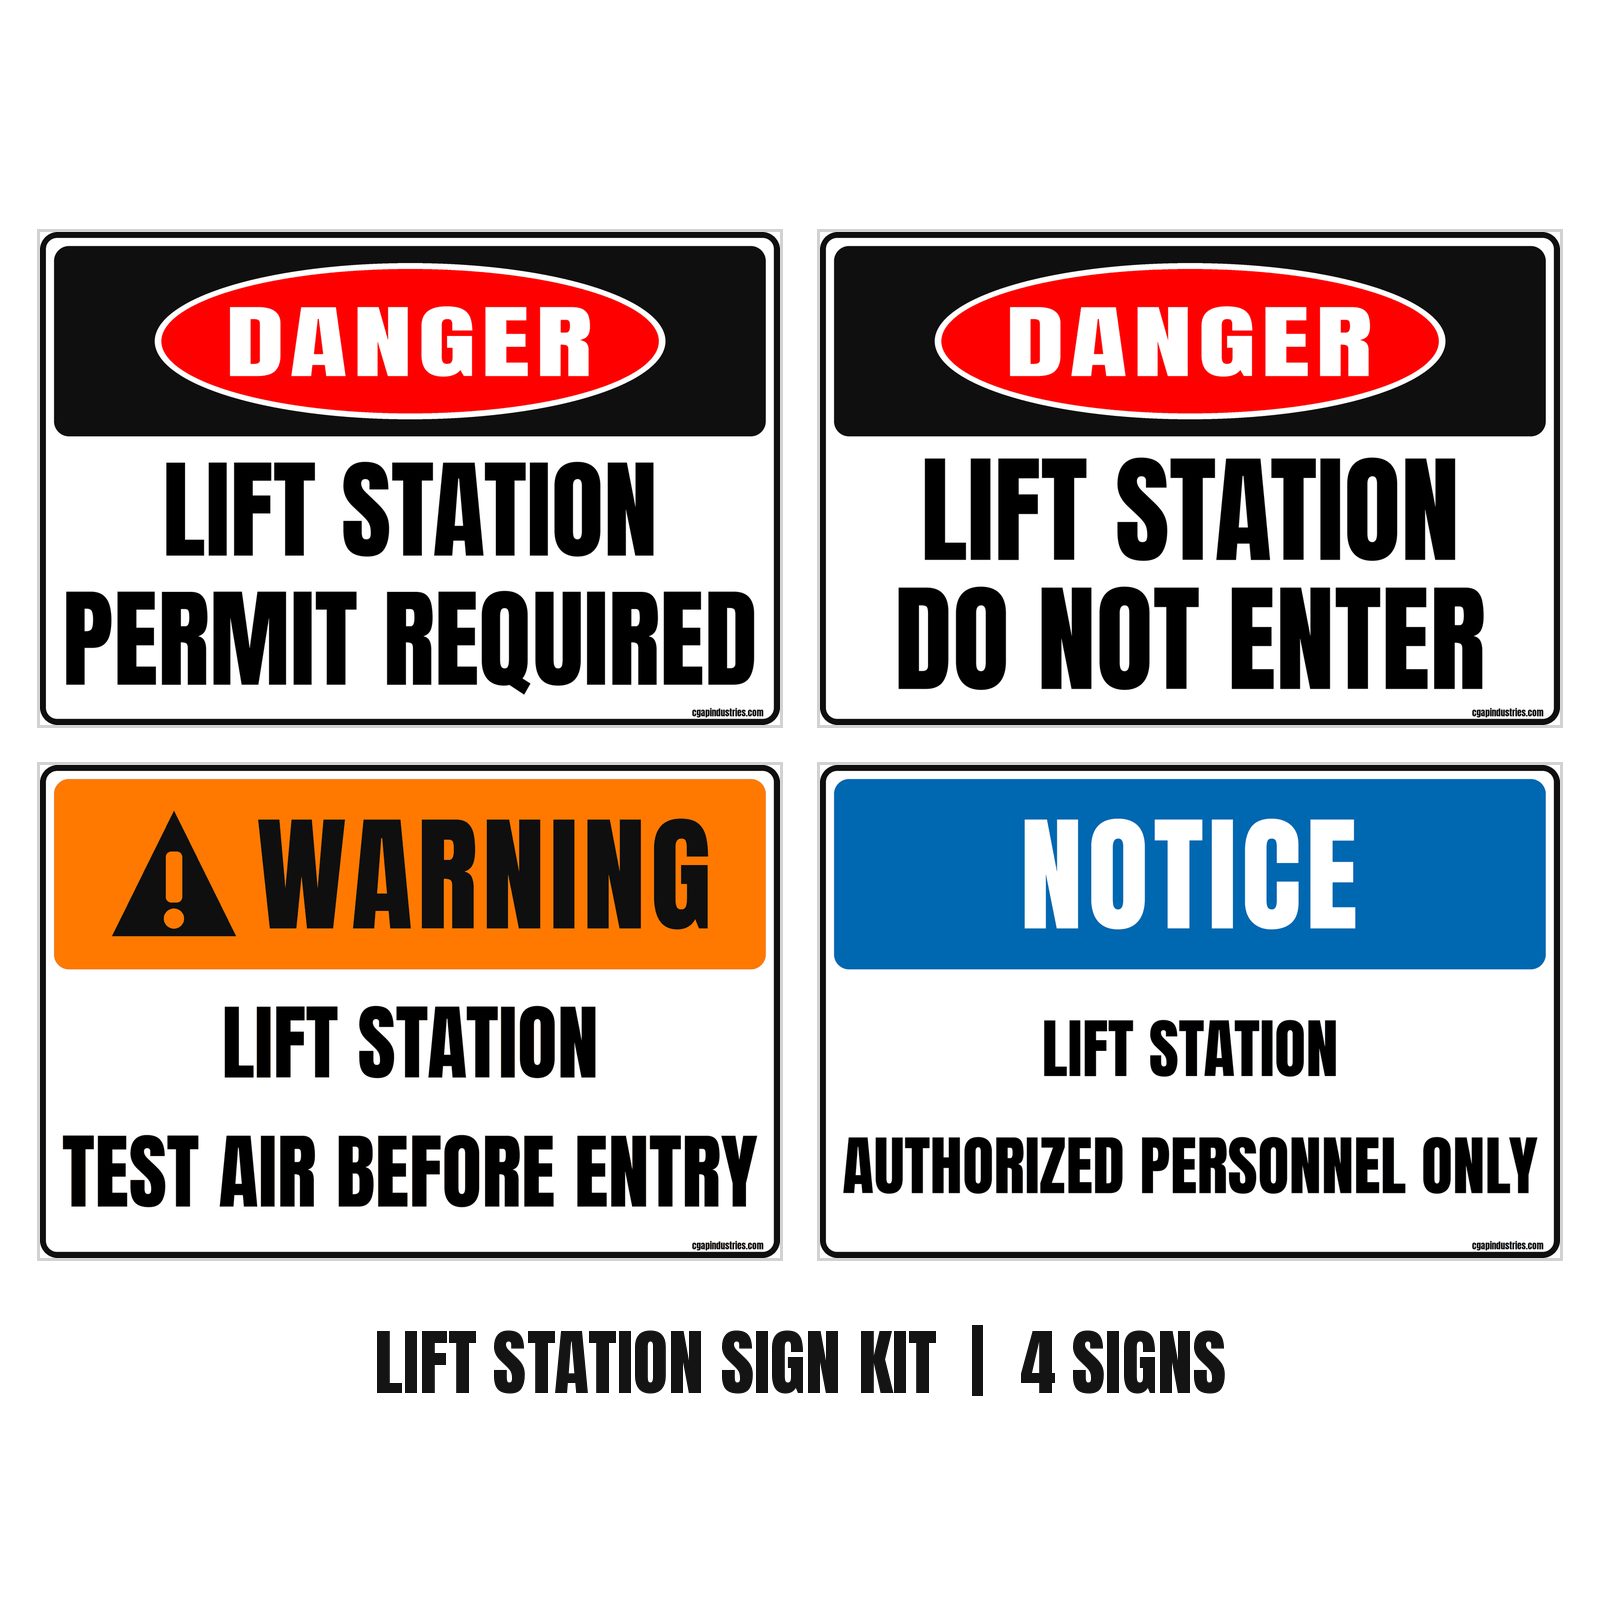 DANGER
LIFT STATION
PERMIT REQUIRED
cgapindustries.com
DANGER
LIFT STATION
DO NOT ENTER
cgapindustries.com
WARNING
LIFT STATION
TEST AIR BEFORE ENTRY
cgapindustries.com
NOTICE
LIFT STATION
AUTHORIZED PERSONNEL ONLY
cgapindustries.com
LIFT STATION SIGN KIT | 4 SIGNS